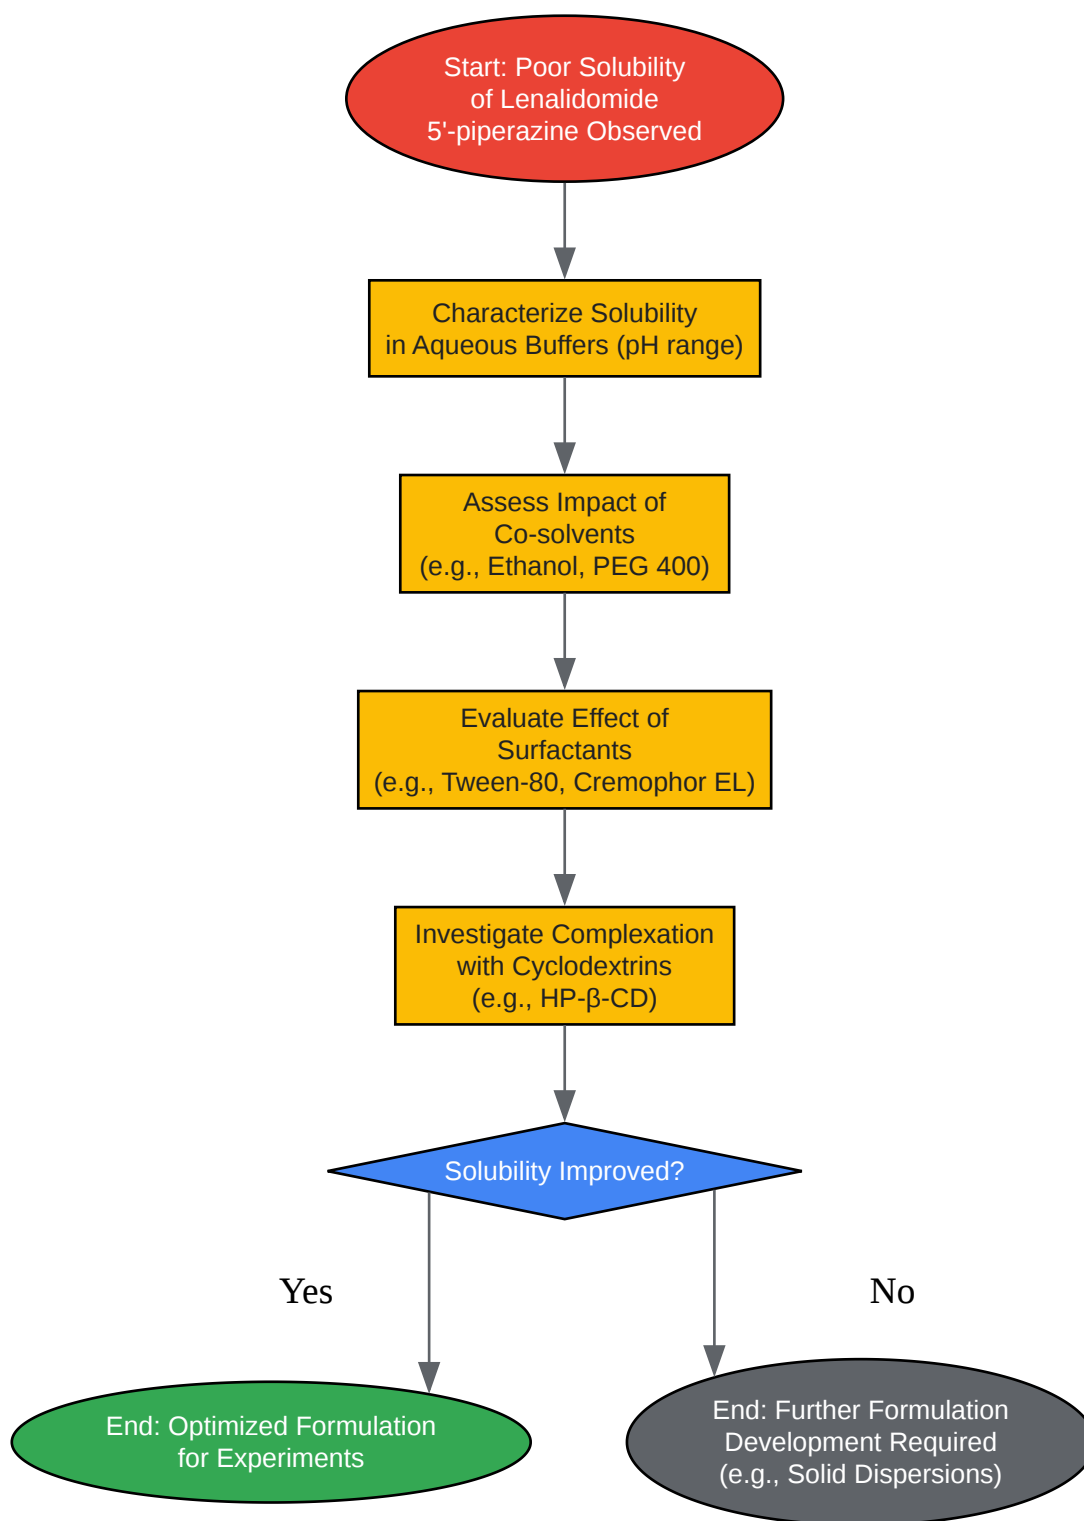 Start: Poor Solubility
of Lenalidomide
5'-piperazine Observed
Characterize Solubility
in Aqueous Buffers (pH range)
Assess Impact of
Co-solvents
(e.g., Ethanol, PEG 400)
Evaluate Effect of
Surfactants
(e.g., Tween-80, Cremophor EL)
Investigate Complexation
with Cyclodextrins
(e.g., HP-β-CD)
Solubility Improved?
Yes
No
End: Optimized Formulation
for Experiments
End: Further Formulation
Development Required
(e.g., Solid Dispersions)